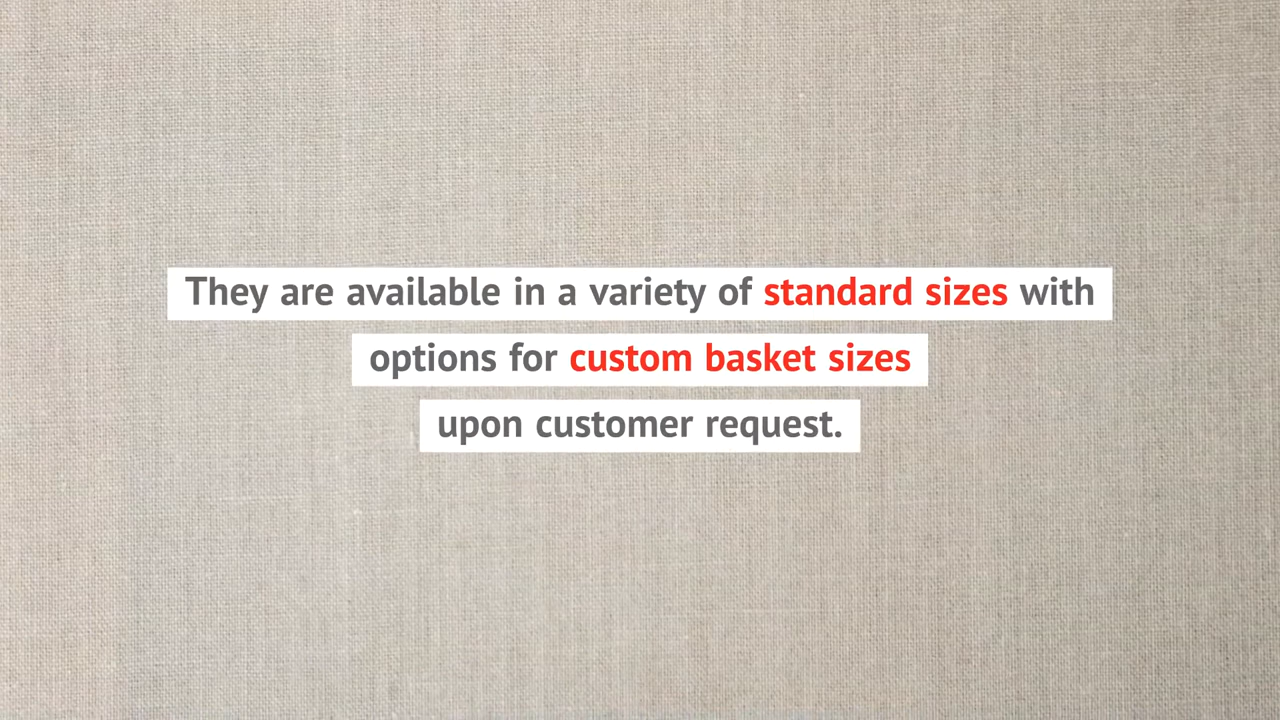 They are available in a variety of standard sizes with
options for custom basket sizes
upon customer request.